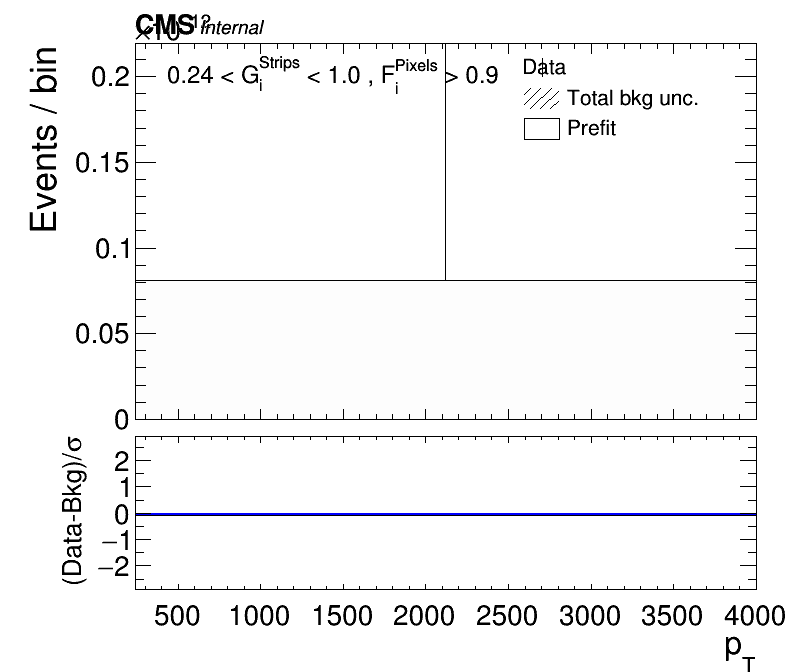 CMS Internal
×10¹²
0.24 < G_i^Strips < 1.0 , F_i^Pixels > 0.9
Data
Total bkg unc.
Prefit
Events / bin
0.2
0.15
0.1
0.05
0
(Data-Bkg)/σ
2
1
0
−1
−2
500 1000 1500 2000 2500 3000 3500 4000
p_T